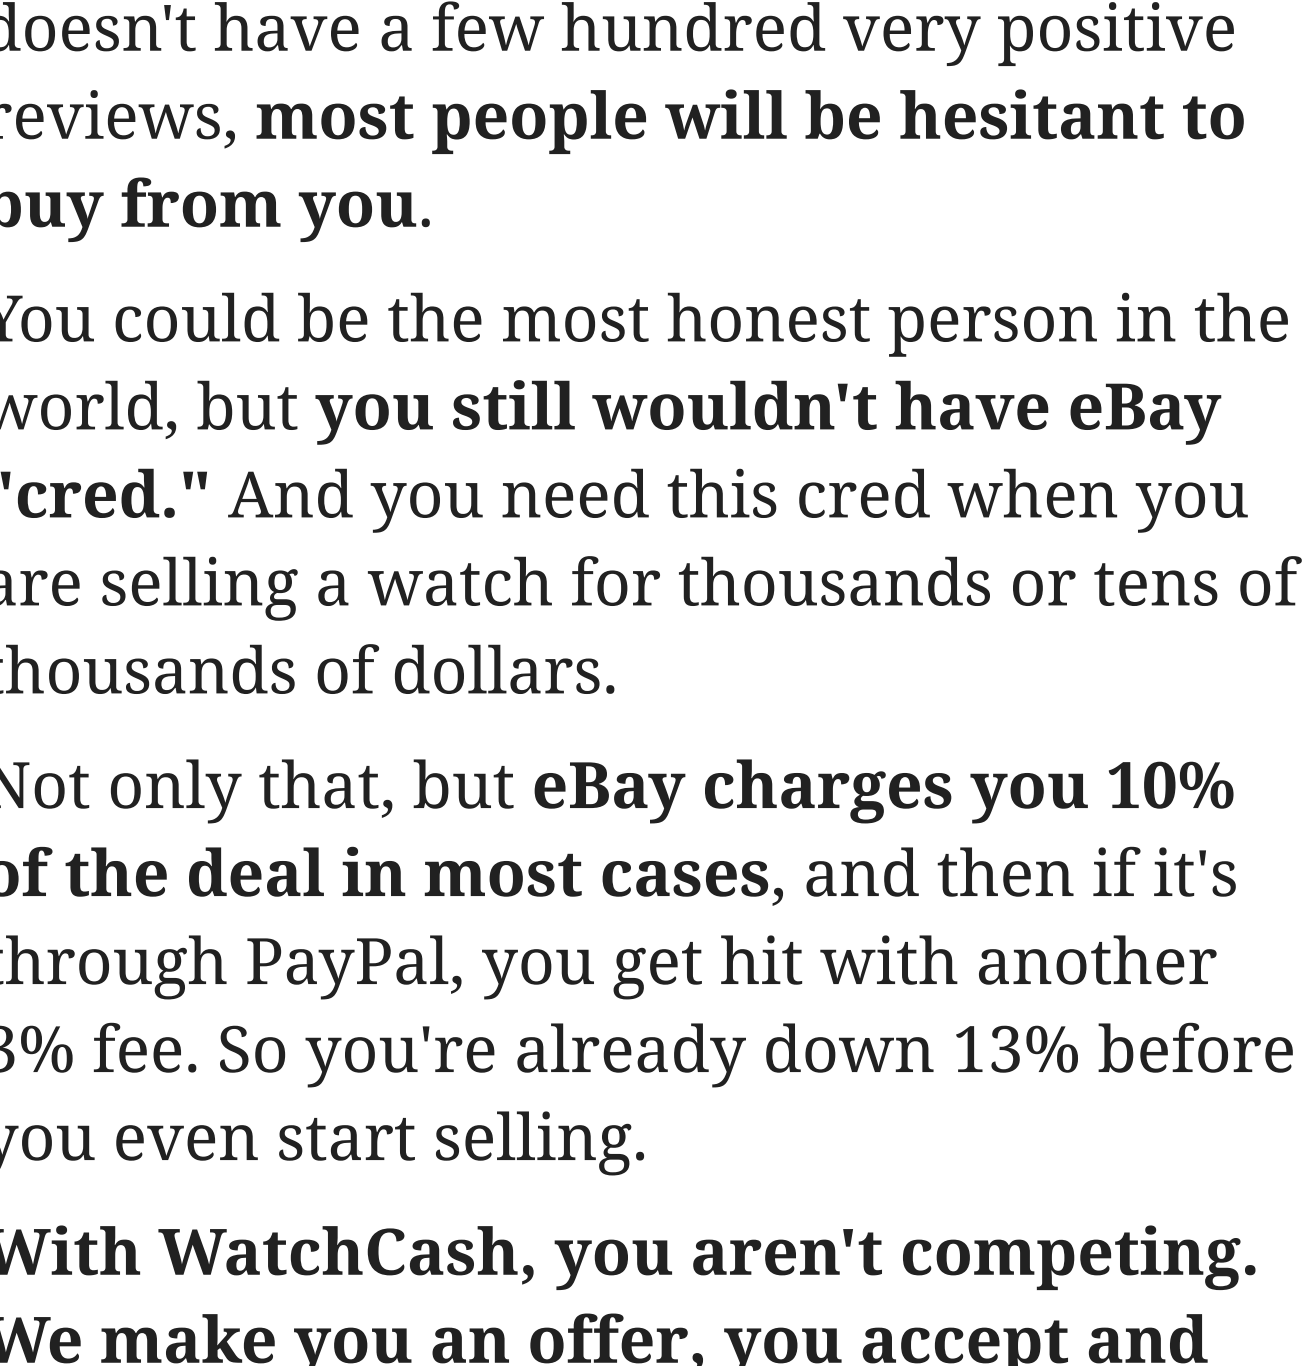 doesn't have a few hundred very positive
reviews, most people will be hesitant to
buy from you.
You could be the most honest person in the
world, but you still wouldn't have eBay
"cred." And you need this cred when you
are selling a watch for thousands or tens of
thousands of dollars.
Not only that, but eBay charges you 10%
of the deal in most cases, and then if it's
through PayPal, you get hit with another
3% fee. So you're already down 13% before
you even start selling.
With WatchCash, you aren't competing.
We make you an offer, you accept and